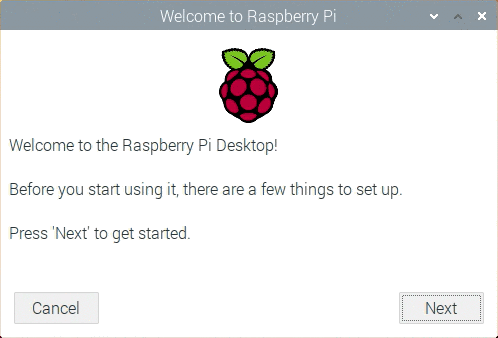 Welcome to Raspberry Pi
Welcome to the Raspberry Pi Desktop!
Before you start using it, there are a few things to set up.
Press 'Next' to get started.
Cancel
Next